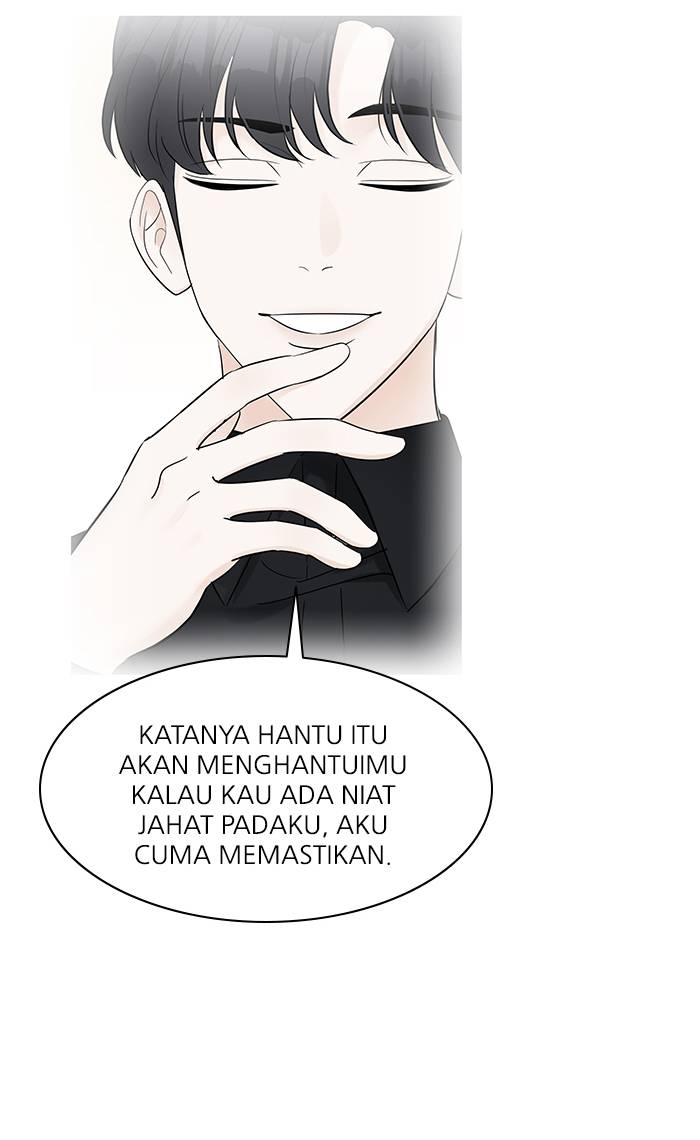 KATANYA HANTU ITU
AKAN MENGHANTUIMU
KALAU KAU ADA NIAT
JAHAT PADAKU, AKU
CUMA MEMASTIKAN.